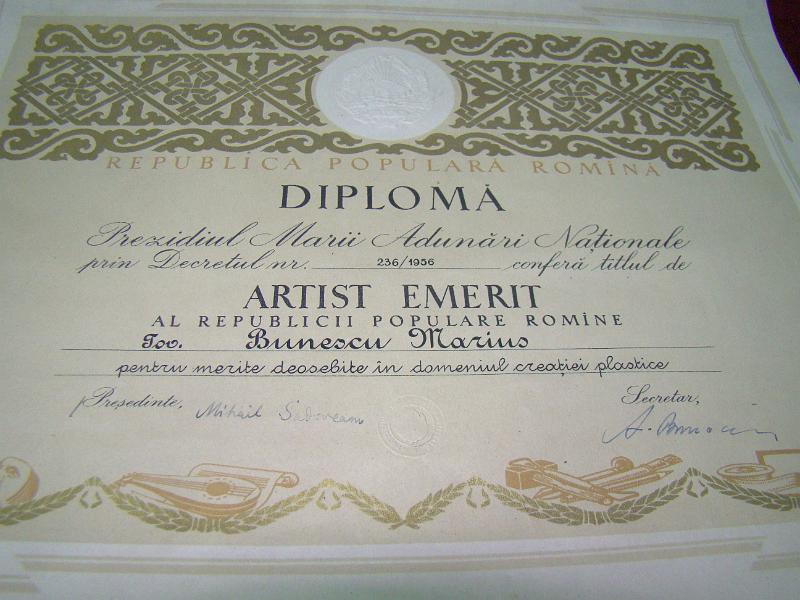 REPUBLICA POPULARĂ ROMÎNĂ
DIPLOMĂ
Prezidiul Marii Adunări Naționale
prin Decretul nr. 236/1956 conferă titlul de
ARTIST EMERIT
AL REPUBLICII POPULARE ROMÎNE
Tov. Bunescu Marius
pentru merite deosebite în domeniul creației plastice
Președinte, Mihail Sadoveanu
Secretar,